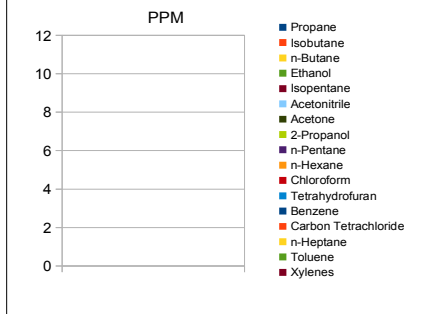 PPM
12
10
8
6
4
2
0
Propane
Isobutane
n-Butane
Ethanol
Isopentane
Acetonitrile
Acetone
2-Propanol
n-Pentane
n-Hexane
Chloroform
Tetrahydrofuran
Benzene
Carbon Tetrachloride
n-Heptane
Toluene
Xylenes